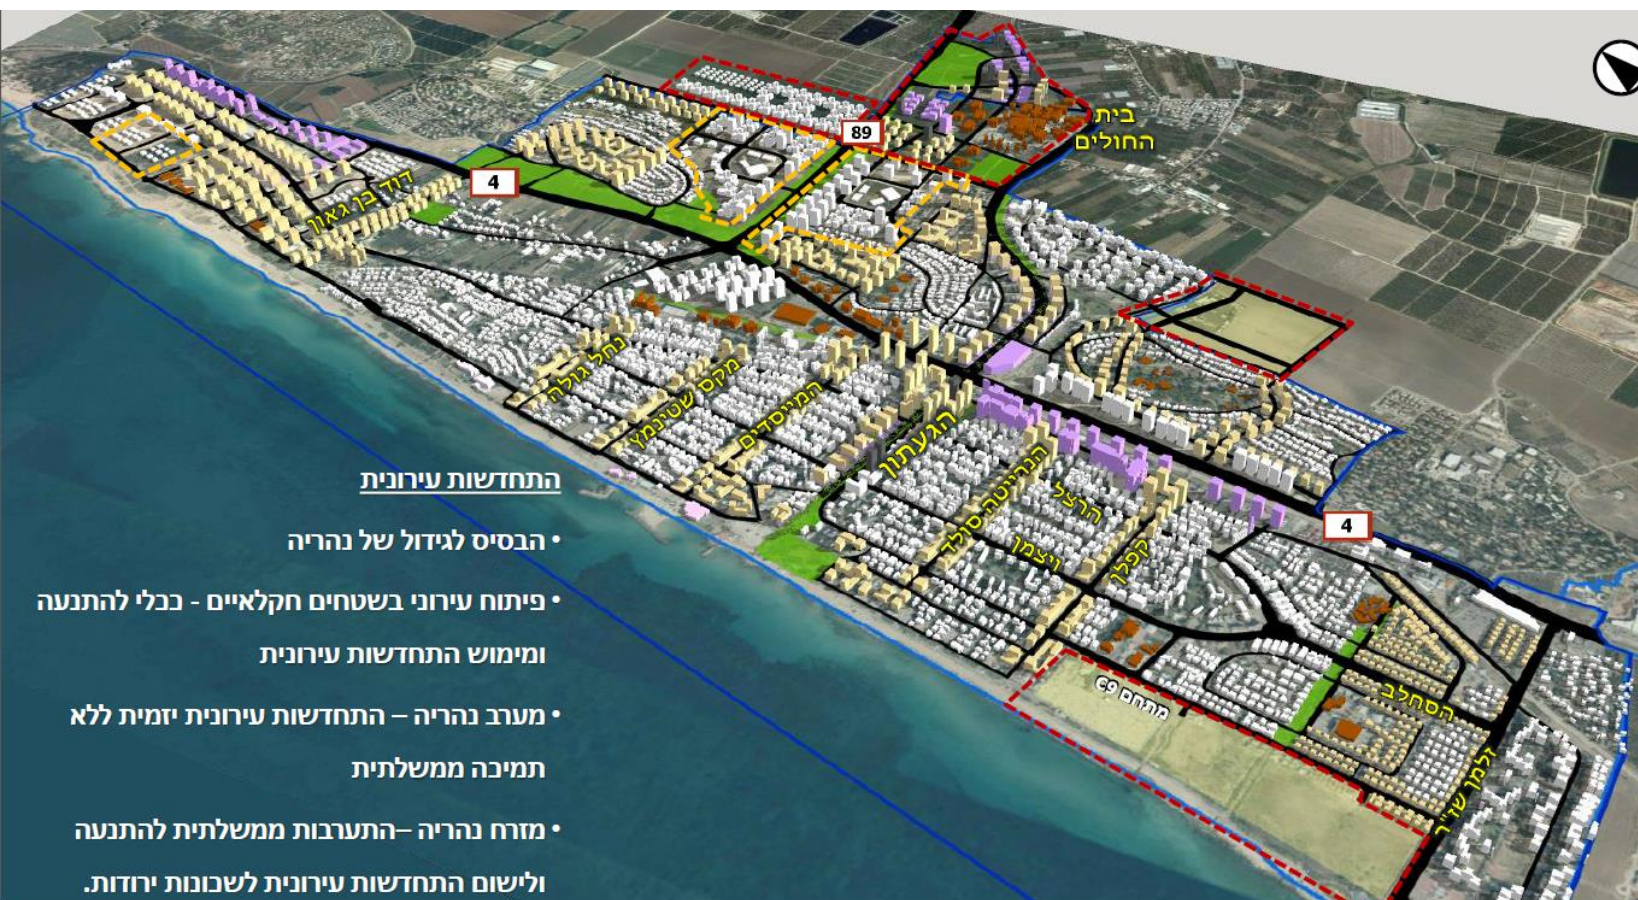 בית
החולים
89
4
דוד בן גאון
נחל גולה
מקס שטינמץ
המייסדים
הגעתון
הנרייטה סולד
הרצל
ויצמן
קפלן
4
מתחם 69
הסחלב
זלמן שז"ר
התחדשות עירונית
• הבסיס לגידול של נהריה
• פיתוח עירוני בשטחים חקלאיים - ככלי להתנעה
ומימוש התחדשות עירונית
• מערב נהריה – התחדשות עירונית יזמית ללא
תמיכה ממשלתית
• מזרח נהריה –התערבות ממשלתית להתנעה
ולישום התחדשות עירונית לשכונות ירודות.